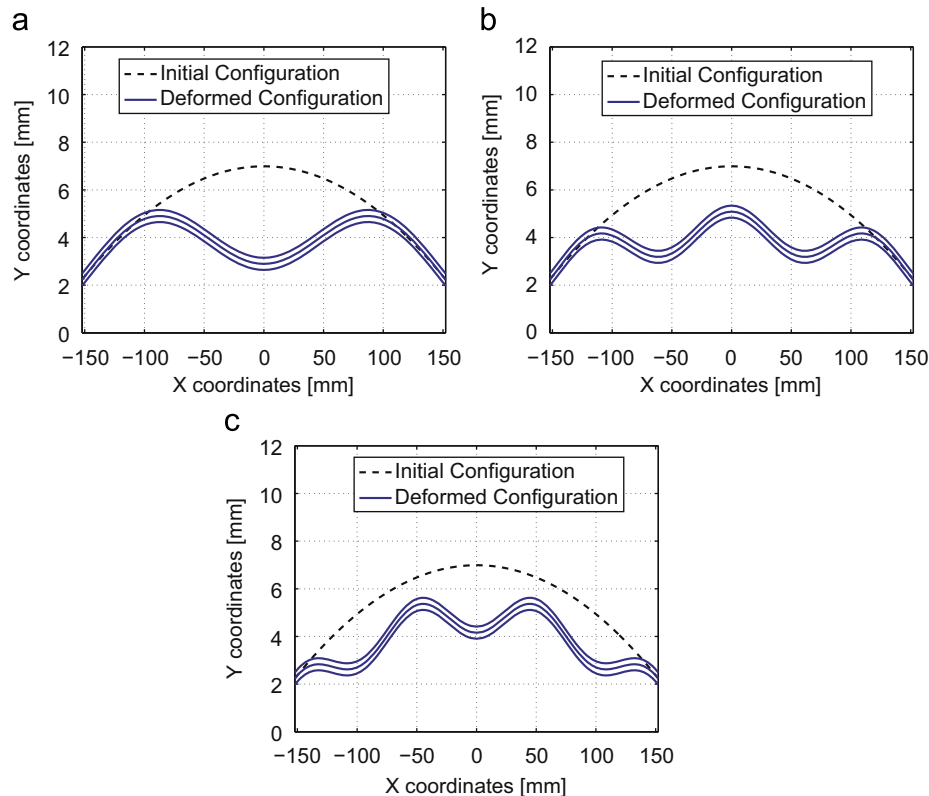 a
12
10
8
6
4
2
0
Y coordinates [mm]
Initial Configuration
Deformed Configuration
−150 −100 −50 0 50 100 150
X coordinates [mm]
b
12
10
8
6
4
2
0
Y coordinates [mm]
Initial Configuration
Deformed Configuration
−150 −100 −50 0 50 100 150
X coordinates [mm]
c
12
10
8
6
4
2
0
Y coordinates [mm]
Initial Configuration
Deformed Configuration
−150 −100 −50 0 50 100 150
X coordinates [mm]